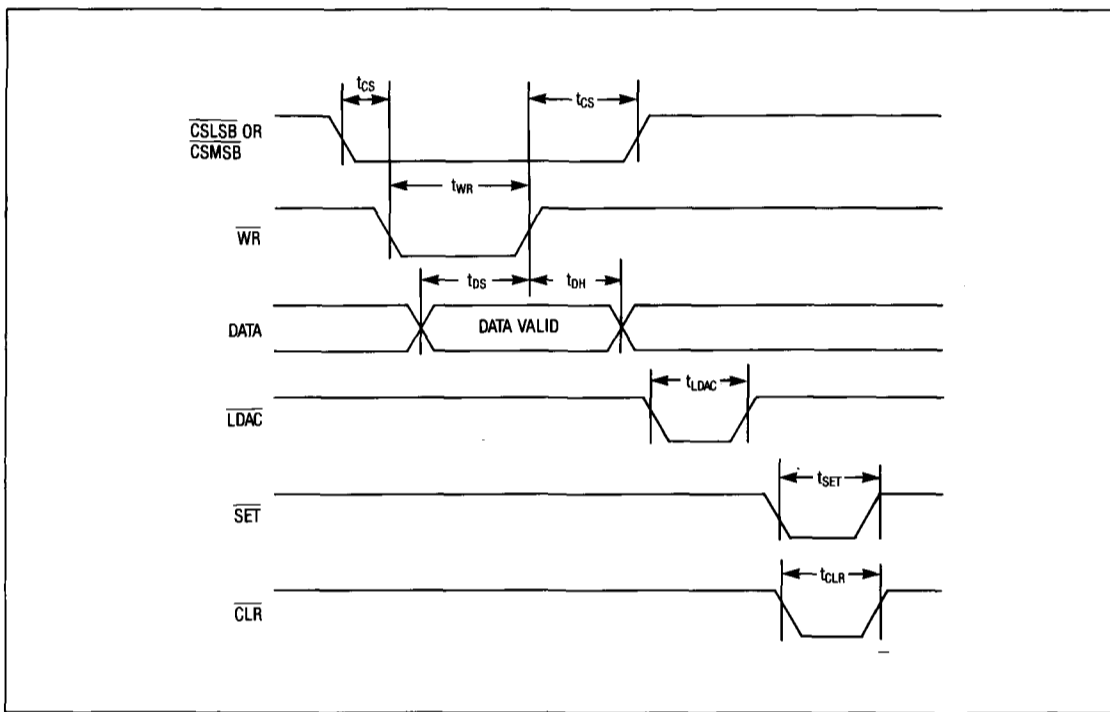 tCS
tCS
CSLSB OR
CSMSB
tWR
WR
tDS
tDH
DATA
DATA VALID
tLDAC
LDAC
tSET
SET
tCLR
CLR